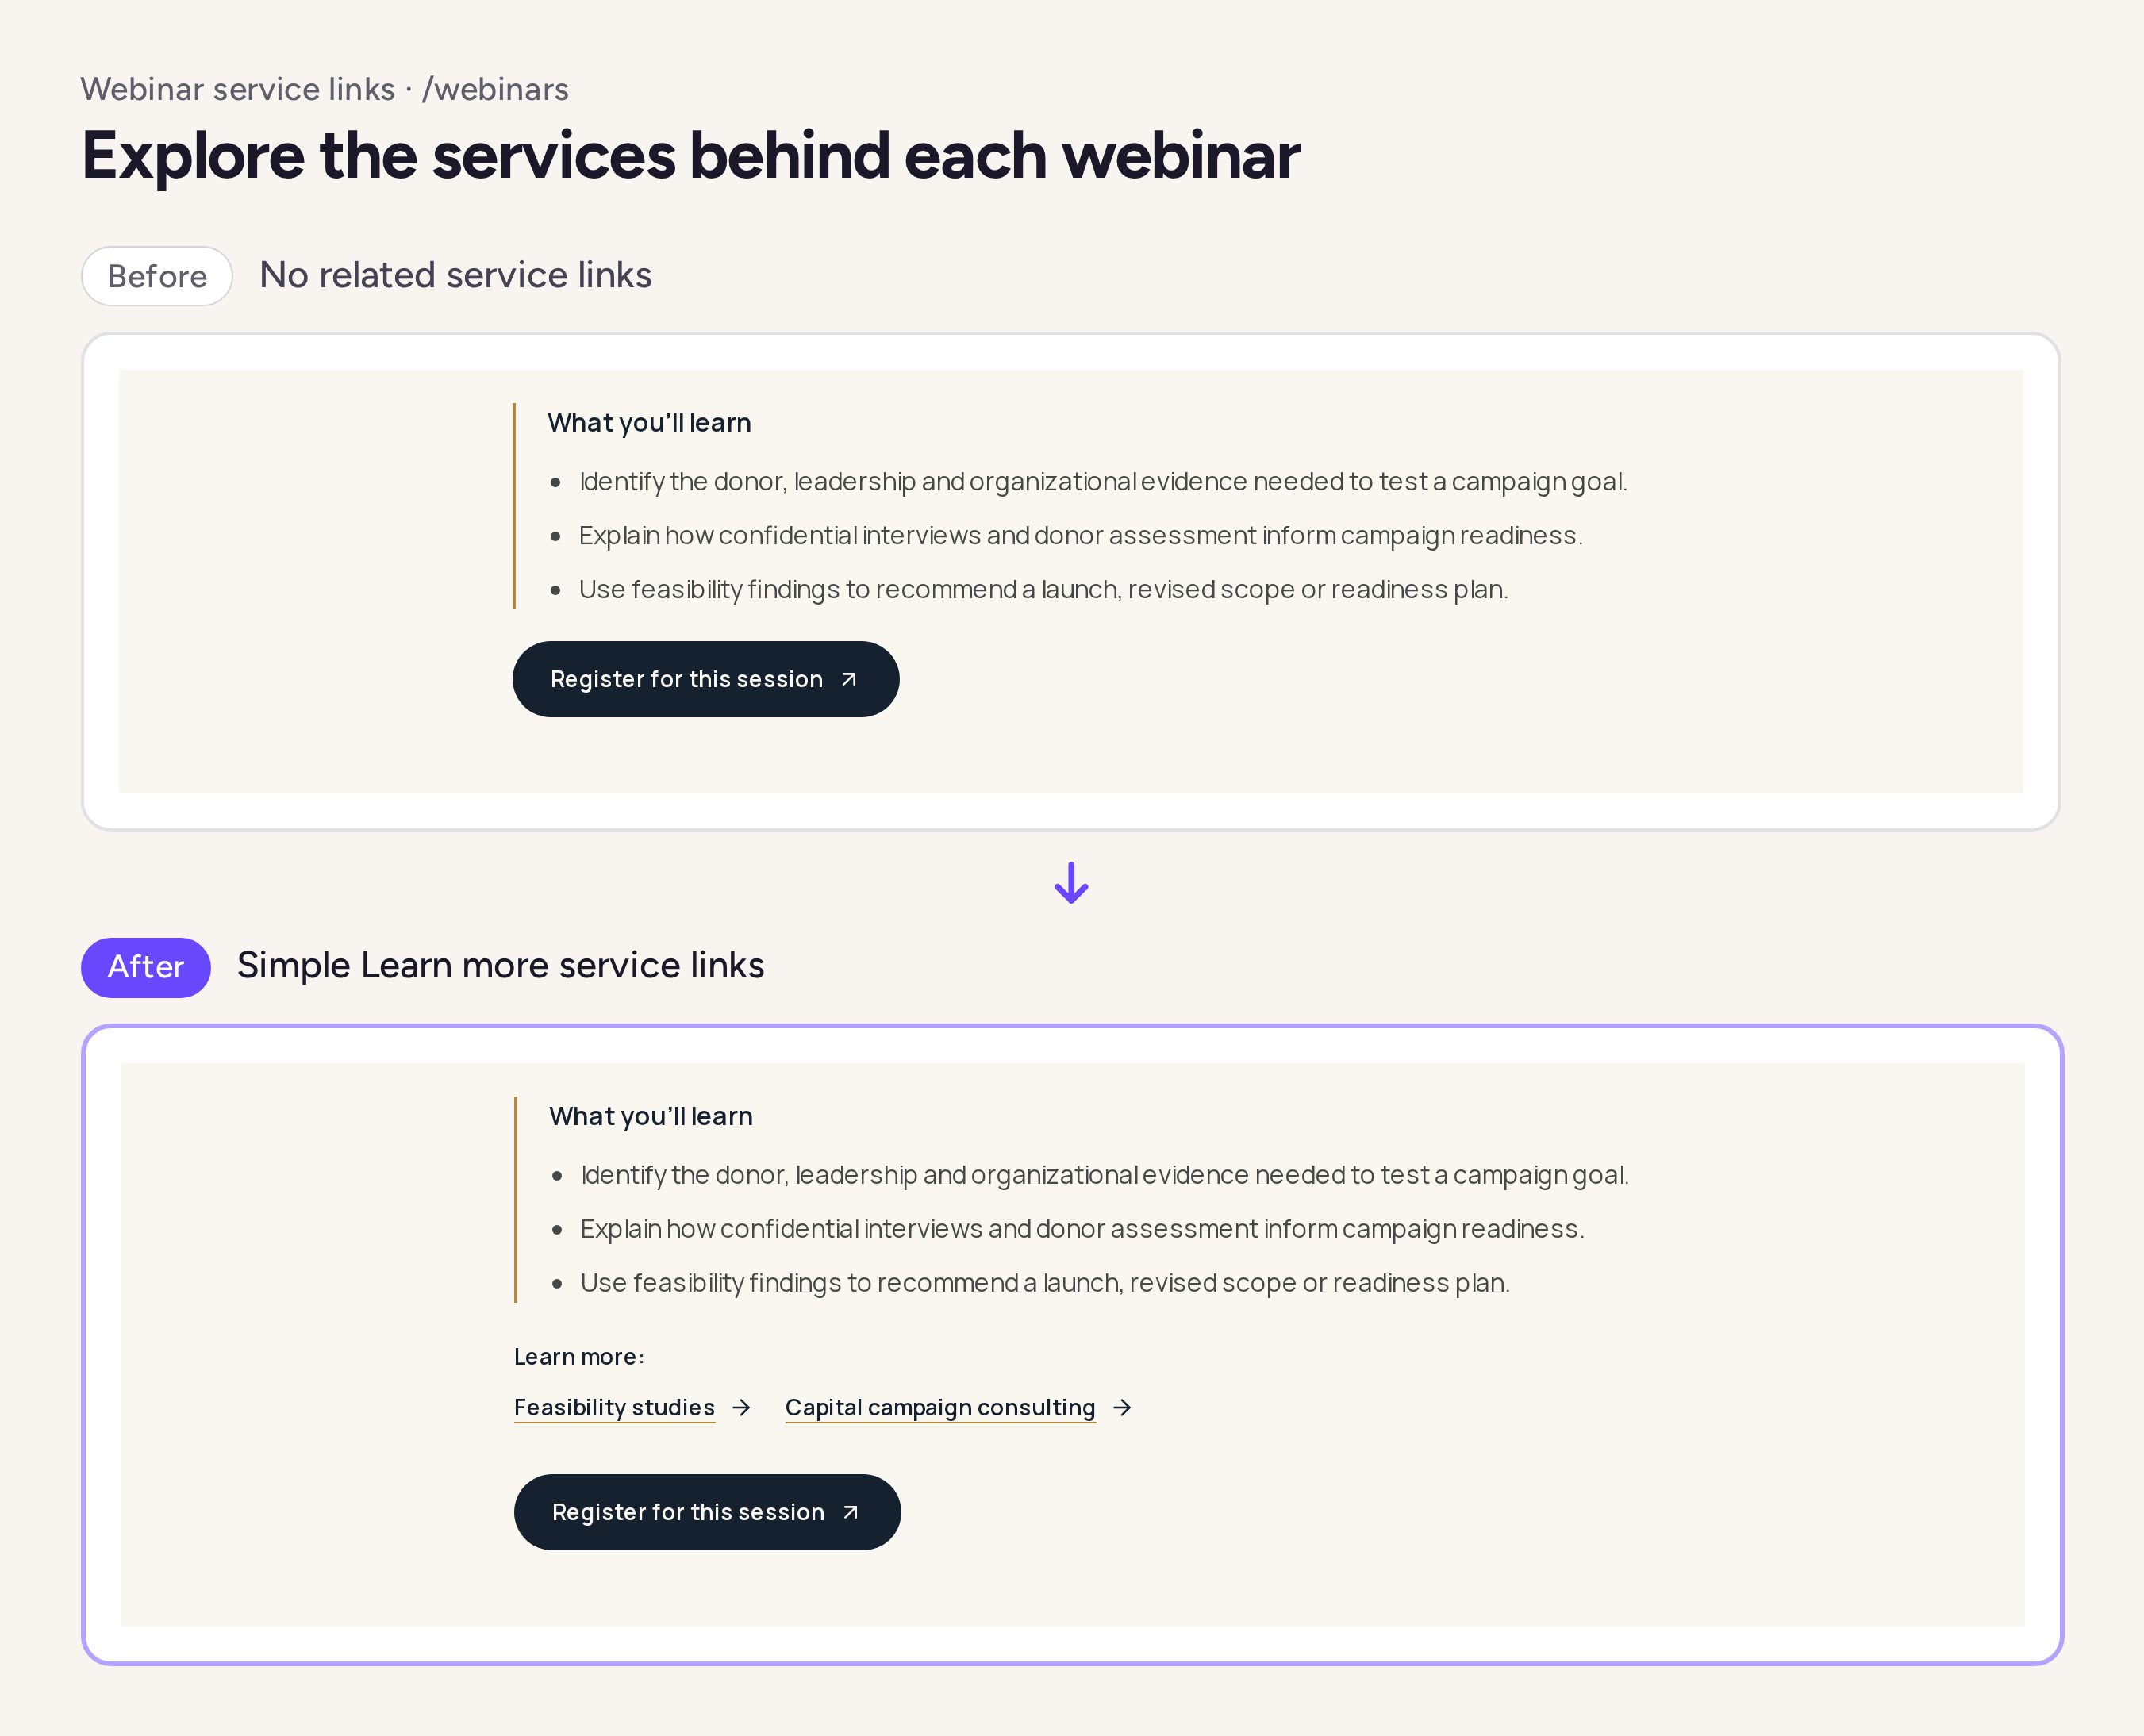 Webinar service links · /webinars
Explore the services behind each webinar
Before No related service links
What you’ll learn
• Identify the donor, leadership and organizational evidence needed to test a campaign goal.
• Explain how confidential interviews and donor assessment inform campaign readiness.
• Use feasibility findings to recommend a launch, revised scope or readiness plan.
Register for this session ↗
↓
After Simple Learn more service links
What you’ll learn
• Identify the donor, leadership and organizational evidence needed to test a campaign goal.
• Explain how confidential interviews and donor assessment inform campaign readiness.
• Use feasibility findings to recommend a launch, revised scope or readiness plan.
Learn more:
Feasibility studies → Capital campaign consulting →
Register for this session ↗